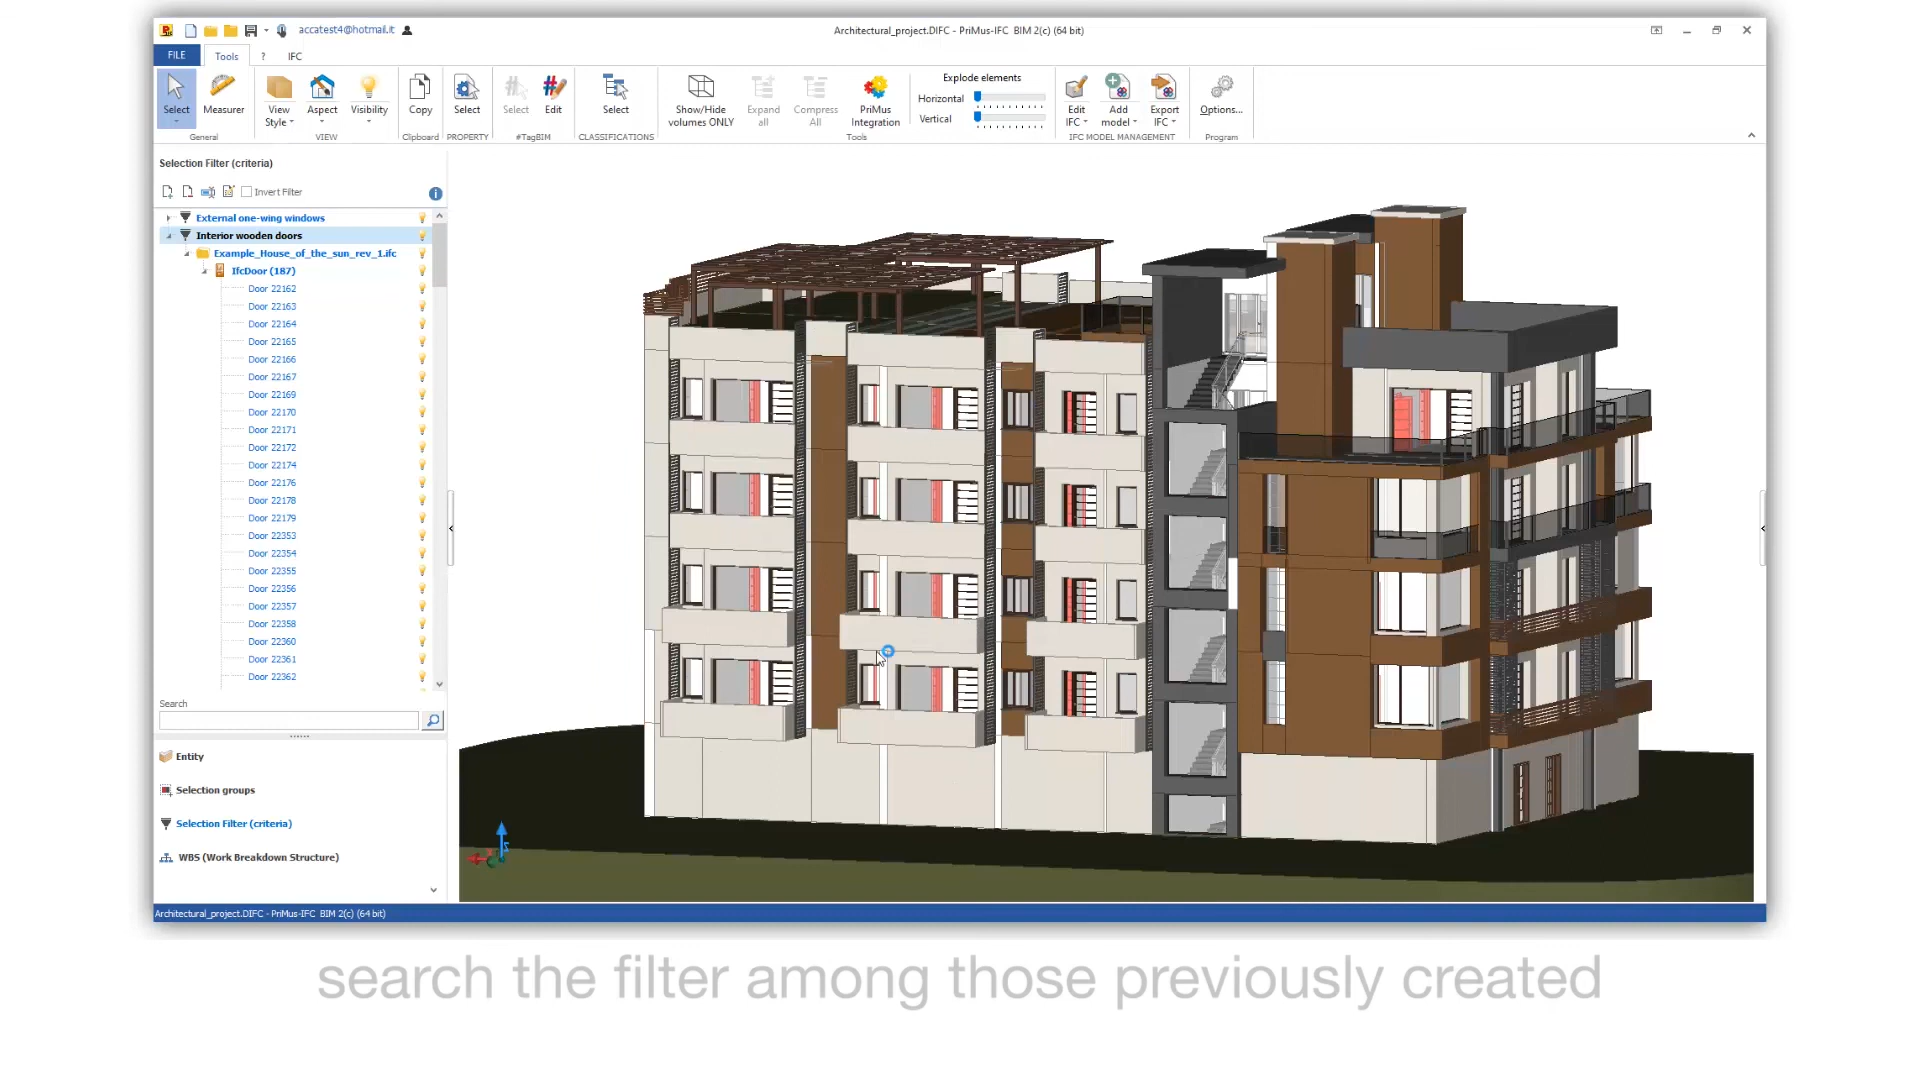 accatest4@hotmail.it
Architectural_project.DIFC - PriMus-IFC BIM 2(c) (64 bit)
FILE
Tools
?
IFC
Select
Measurer
General
View Style
Aspect
Visibility
VIEW
Copy
Clipboard
Select
PROPERTY
Select
Edit
#TagBIM
Select
CLASSIFICATIONS
Show/Hide volumes ONLY
Expand all
Compress All
PriMus Integration
Tools
Explode elements
Horizontal
Vertical
Edit IFC
Add model
Export IFC
IFC MODEL MANAGEMENT
Options...
Program
Selection Filter (criteria)
Invert Filter
External one-wing windows
Interior wooden doors
Example_House_of_the_sun_rev_1.ifc
IfcDoor (187)
Door 22162
Door 22163
Door 22164
Door 22165
Door 22166
Door 22167
Door 22169
Door 22170
Door 22171
Door 22172
Door 22174
Door 22176
Door 22178
Door 22179
Door 22353
Door 22354
Door 22355
Door 22356
Door 22357
Door 22358
Door 22360
Door 22361
Door 22362
Search
Entity
Selection groups
Selection Filter (criteria)
WBS (Work Breakdown Structure)
Architectural_project.DIFC - PriMus-IFC BIM 2(c) (64 bit)
search the filter among those previously created